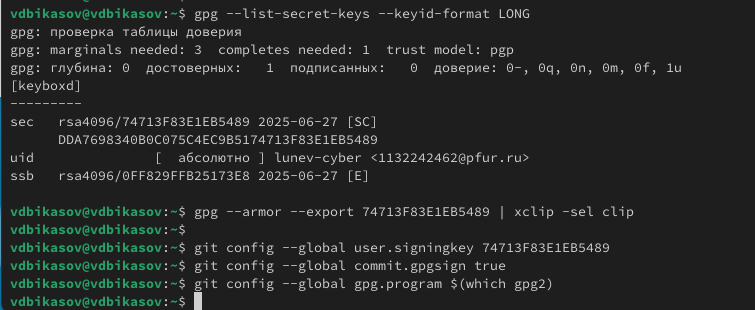 vdbikasov@vdbikasov:~$ gpg --list-secret-keys --keyid-format LONG
gpg: проверка таблицы доверия
gpg: marginals needed: 3  completes needed: 1  trust model: pgp
gpg: глубина: 0  достоверных:   1  подписанных:   0  доверие: 0-, 0q, 0n, 0m, 0f, 1u
[keyboxd]
---------
sec   rsa4096/74713F83E1EB5489 2025-06-27 [SC]
      DDA7698340B0C075C4EC9B5174713F83E1EB5489
uid               [  абсолютно ] lunev-cyber <1132242462@pfur.ru>
ssb   rsa4096/0FF829FFB25173E8 2025-06-27 [E]
vdbikasov@vdbikasov:~$ gpg --armor --export 74713F83E1EB5489 | xclip -sel clip
vdbikasov@vdbikasov:~$
vdbikasov@vdbikasov:~$ git config --global user.signingkey 74713F83E1EB5489
vdbikasov@vdbikasov:~$ git config --global commit.gpgsign true
vdbikasov@vdbikasov:~$ git config --global gpg.program $(which gpg2)
vdbikasov@vdbikasov:~$